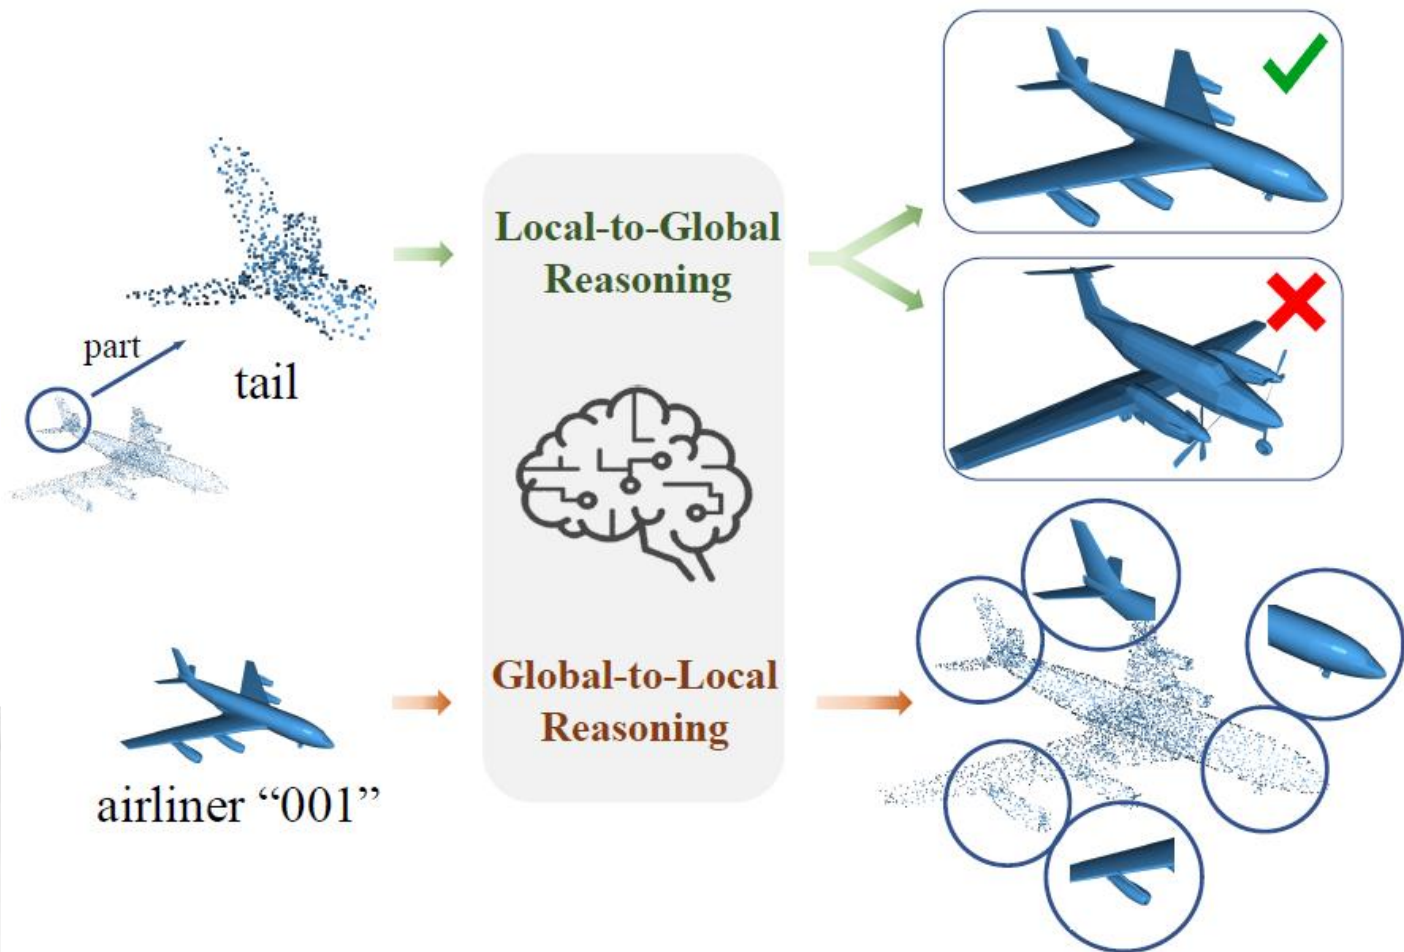 Local-to-Global
Reasoning
part
tail
Global-to-Local
Reasoning
airliner “001”